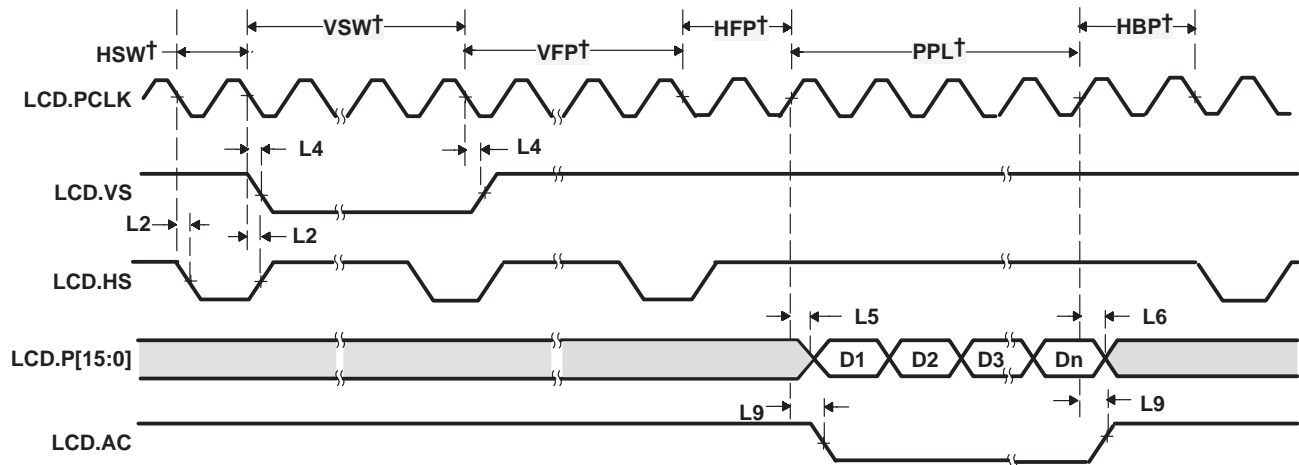 HSW†
VSW†
VFP†
HFP†
PPL†
HBP†
LCD.PCLK
L4
L4
LCD.VS
L2
L2
LCD.HS
L5
L6
LCD.P[15:0]
D1
D2
D3
Dn
L9
L9
LCD.AC